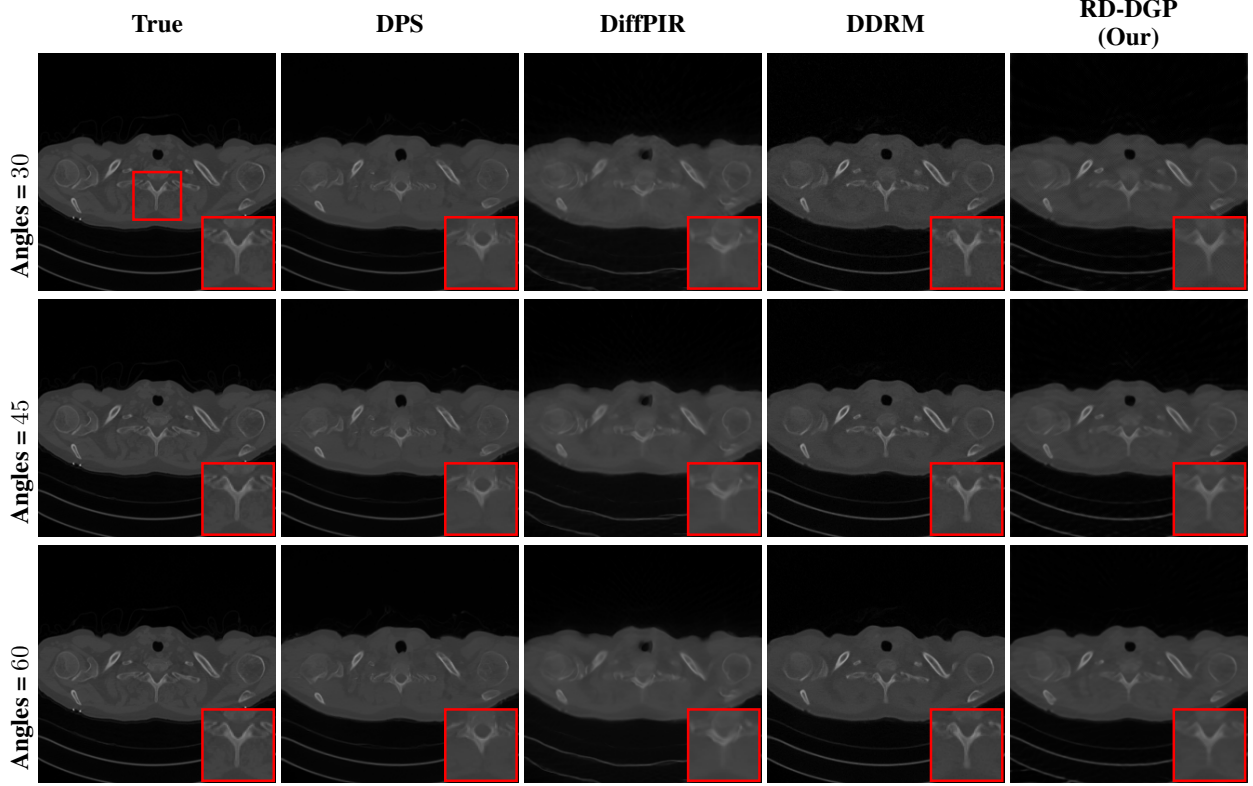 True DPS DiffPIR DDRM RD-DGP
(Our)
Angles = 30
Angles = 45
Angles = 60